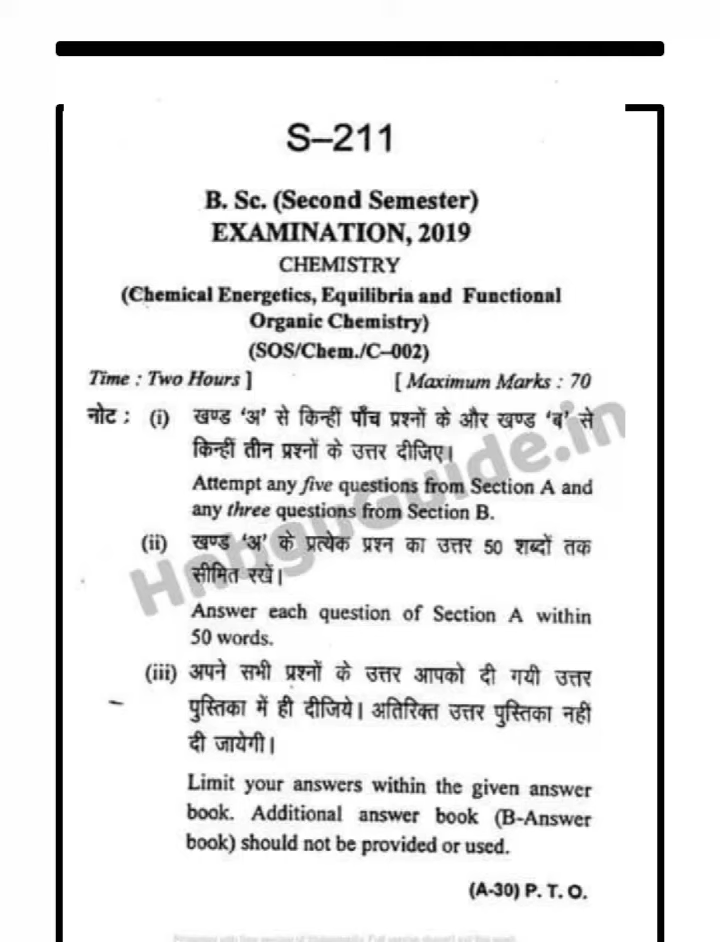 S–211
B. Sc. (Second Semester)
EXAMINATION, 2019
CHEMISTRY
(Chemical Energetics, Equilibria and Functional
Organic Chemistry)
(SOS/Chem./C–002)
Time : Two Hours ] [ Maximum Marks : 70
नोट : (i) खण्ड ‘अ’ से किन्हीं पाँच प्रश्नों के और खण्ड ‘ब’ से
किन्हीं तीन प्रश्नों के उत्तर दीजिए।
Attempt any five questions from Section A and
any three questions from Section B.
(ii) खण्ड ‘अ’ के प्रत्येक प्रश्न का उत्तर 50 शब्दों तक
सीमित रखें।
Answer each question of Section A within
50 words.
(iii) अपने सभी प्रश्नों के उत्तर आपको दी गयी उत्तर
पुस्तिका में ही दीजिये। अतिरिक्त उत्तर पुस्तिका नहीं
दी जायेगी।
Limit your answers within the given answer
book. Additional answer book (B-Answer
book) should not be provided or used.
(A-30) P. T. O.
HnbguGuide.in